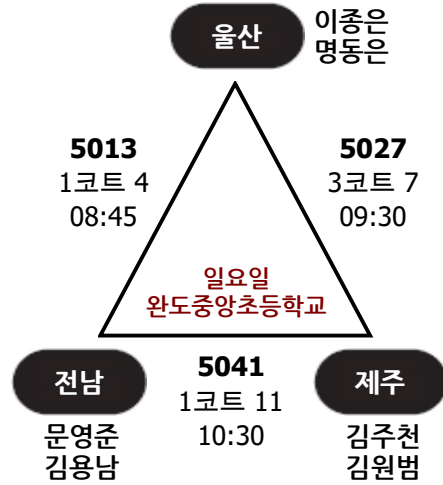 울산
이종은
명동은
5013
1코트 4
08:45
5027
3코트 7
09:30
일요일
완도중앙초등학교
전남
문영준
김용남
5041
1코트 11
10:30
제주
김주천
김원범